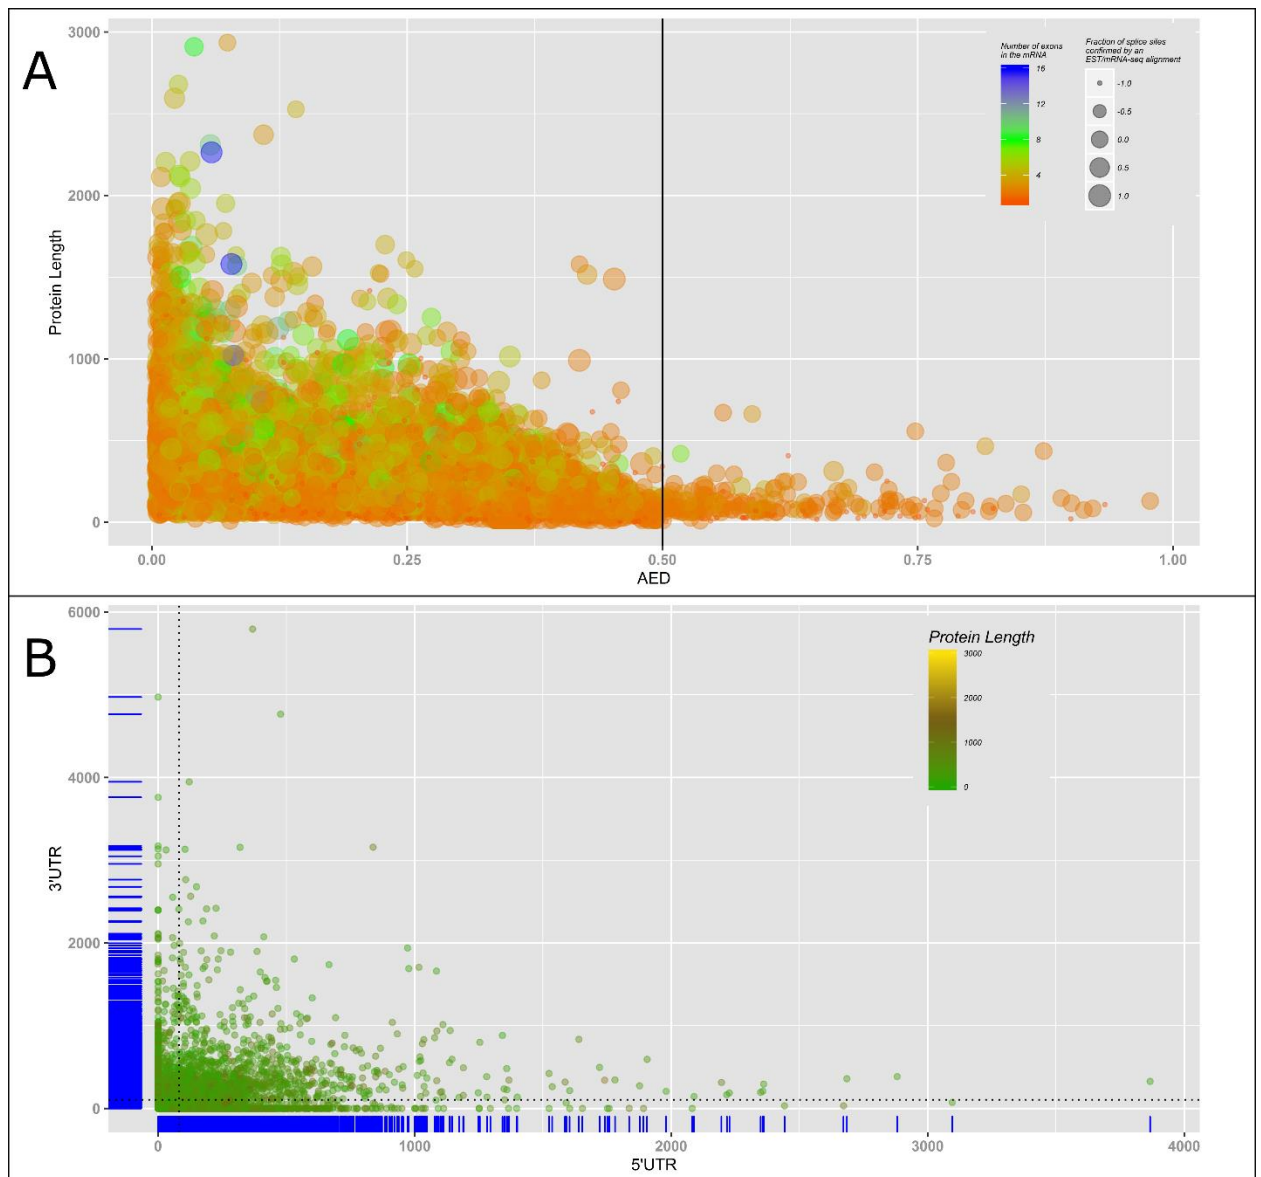 A
3000
2000
1000
0
Protein Length
0.00
0.25
0.50
0.75
1.00
AED
Number of exons
in the mRNA
16
12
8
4
Fraction of splice sites
confirmed by an
EST/mRNA-seq alignment
-1.0
-0.5
0.0
0.5
1.0
B
6000
4000
2000
0
3'UTR
0
1000
2000
3000
4000
5'UTR
Protein Length
3000
2000
1000
0